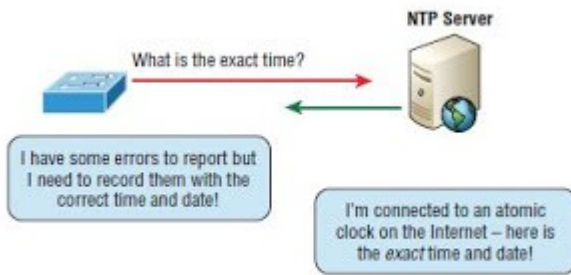 NTP Server
What is the exact time?
I have some errors to report but
I need to record them with the
correct time and date!
I'm connected to an atomic
clock on the Internet – here is
the exact time and date!